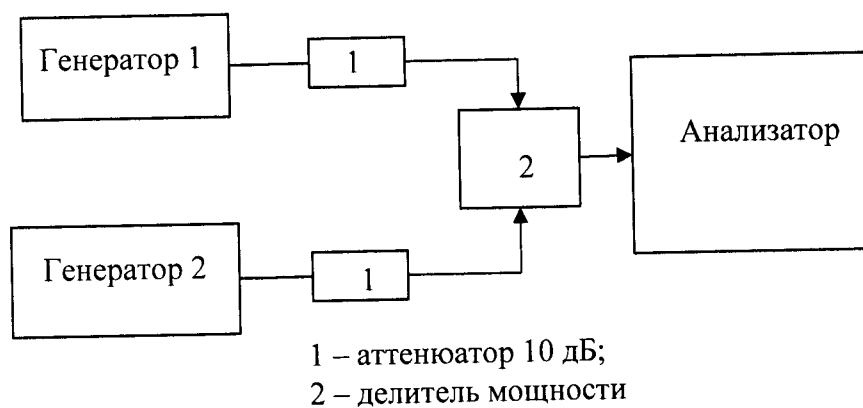 Генератор 1
1
Анализатор
2
Генератор 2
1
1 – аттенюатор 10 дБ;
2 – делитель мощности